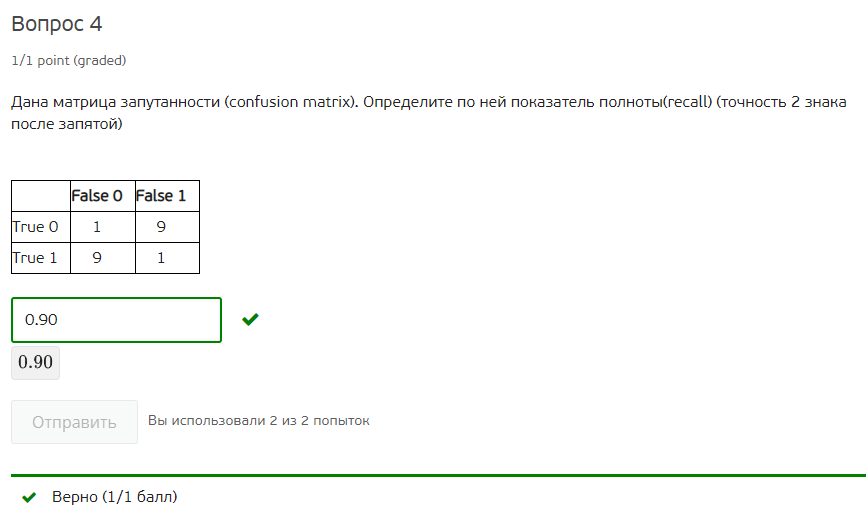 Вопрос 4
1/1 point (graded)
Дана матрица запутанности (confusion matrix). Определите по ней показатель полноты(recall) (точность 2 знака
после запятой)
False 0 False 1
True 0 1 9
True 1 9 1
0.90
0.90
Отправить Вы использовали 2 из 2 попыток
Верно (1/1 балл)